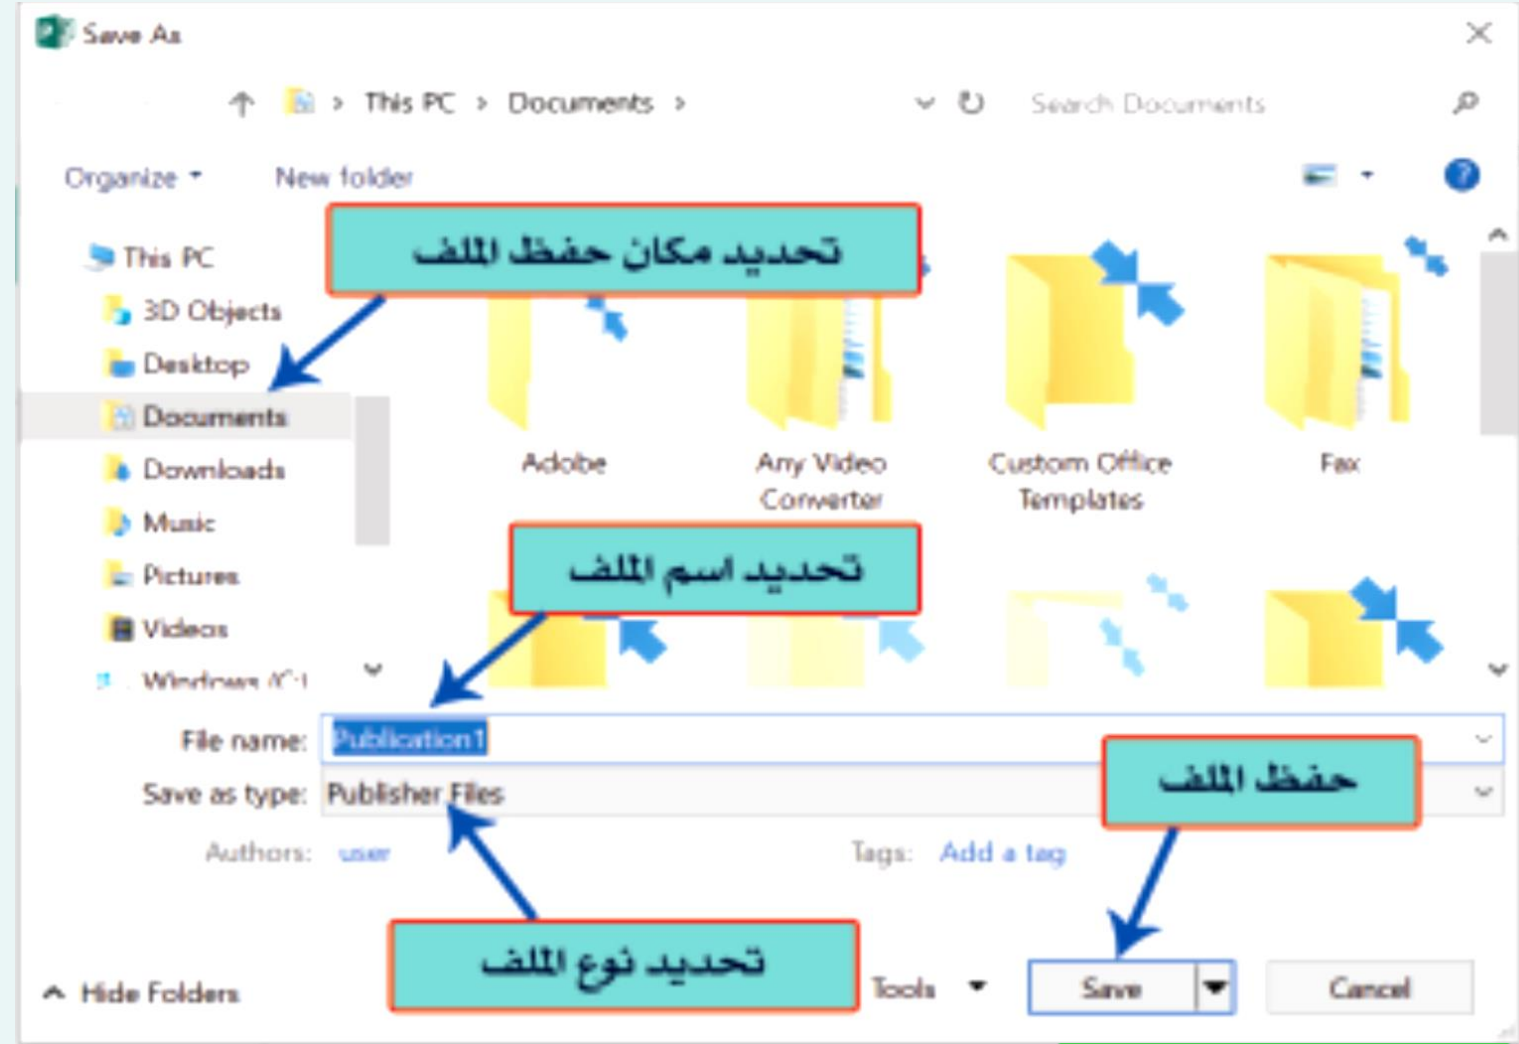 Save As
This PC > Documents >
Search Documents
Organize
New folder
تحديد مكان حفظ الملف
This PC
3D Objects
Desktop
Documents
Downloads
Music
Pictures
Videos
Windows (C:)
Adobe
Any Video Converter
Custom Office Templates
Fax
تحديد اسم الملف
File name: Publication1
Save as type: Publisher Files
حفظ الملف
Authors: user
Tags: Add a tag
تحديد نوع الملف
Hide Folders
Tools
Save
Cancel